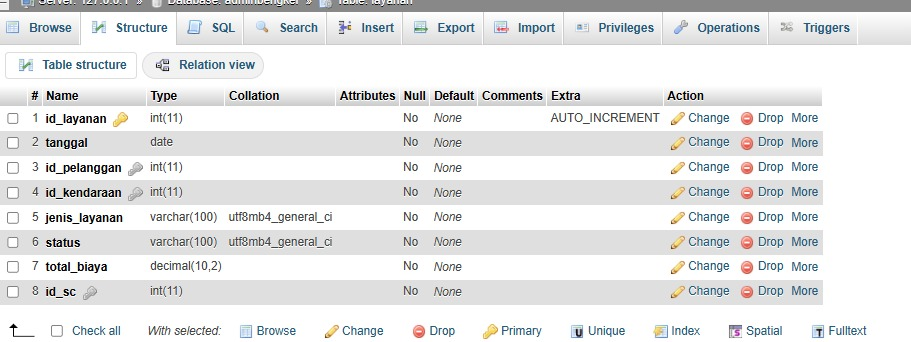 Server: 127.0.0.1 » Database: adminbengkel » Table: layanan
Browse Structure SQL Search Insert Export Import Privileges Operations Triggers
Table structure Relation view
# Name Type Collation Attributes Null Default Comments Extra Action
1 id_layanan int(11) No None AUTO_INCREMENT Change Drop More
2 tanggal date No None Change Drop More
3 id_pelanggan int(11) No None Change Drop More
4 id_kendaraan int(11) No None Change Drop More
5 jenis_layanan varchar(100) utf8mb4_general_ci No None Change Drop More
6 status varchar(100) utf8mb4_general_ci No None Change Drop More
7 total_biaya decimal(10,2) No None Change Drop More
8 id_sc int(11) No None Change Drop More
Check all With selected: Browse Change Drop Primary Unique Index Spatial Fulltext